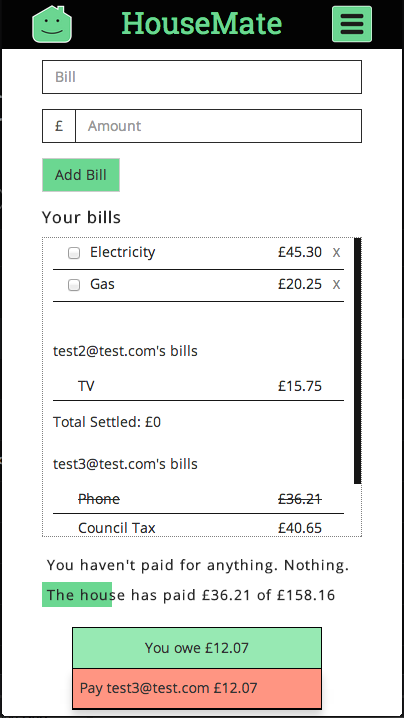 HouseMate
Bill
£ Amount
Add Bill
Your bills
Electricity £45.30 x
Gas £20.25 x
test2@test.com's bills
TV £15.75
Total Settled: £0
test3@test.com's bills
Phone £36.21
Council Tax £40.65
You haven't paid for anything. Nothing.
The house has paid £36.21 of £158.16
You owe £12.07
Pay test3@test.com £12.07